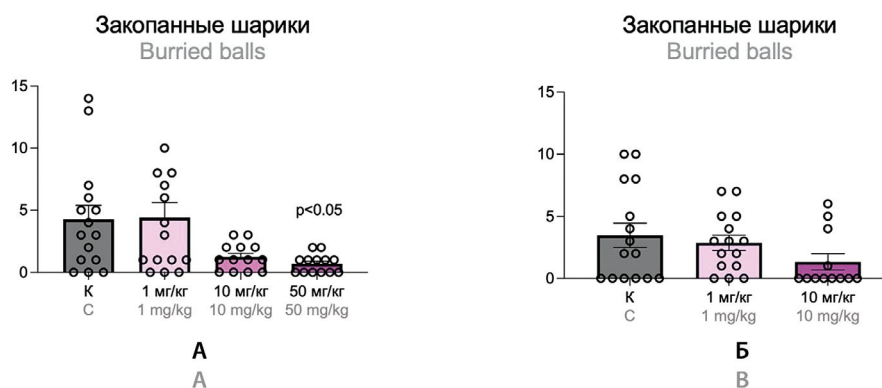 Закопанные шарики
Burried balls
15
10
5
0
p<0.05
К 1 мг/кг 10 мг/кг 50 мг/кг
C 1 mg/kg 10 mg/kg 50 mg/kg
А
A
Закопанные шарики
Burried balls
15
10
5
0
К 1 мг/кг 10 мг/кг
C 1 mg/kg 10 mg/kg
Б
B